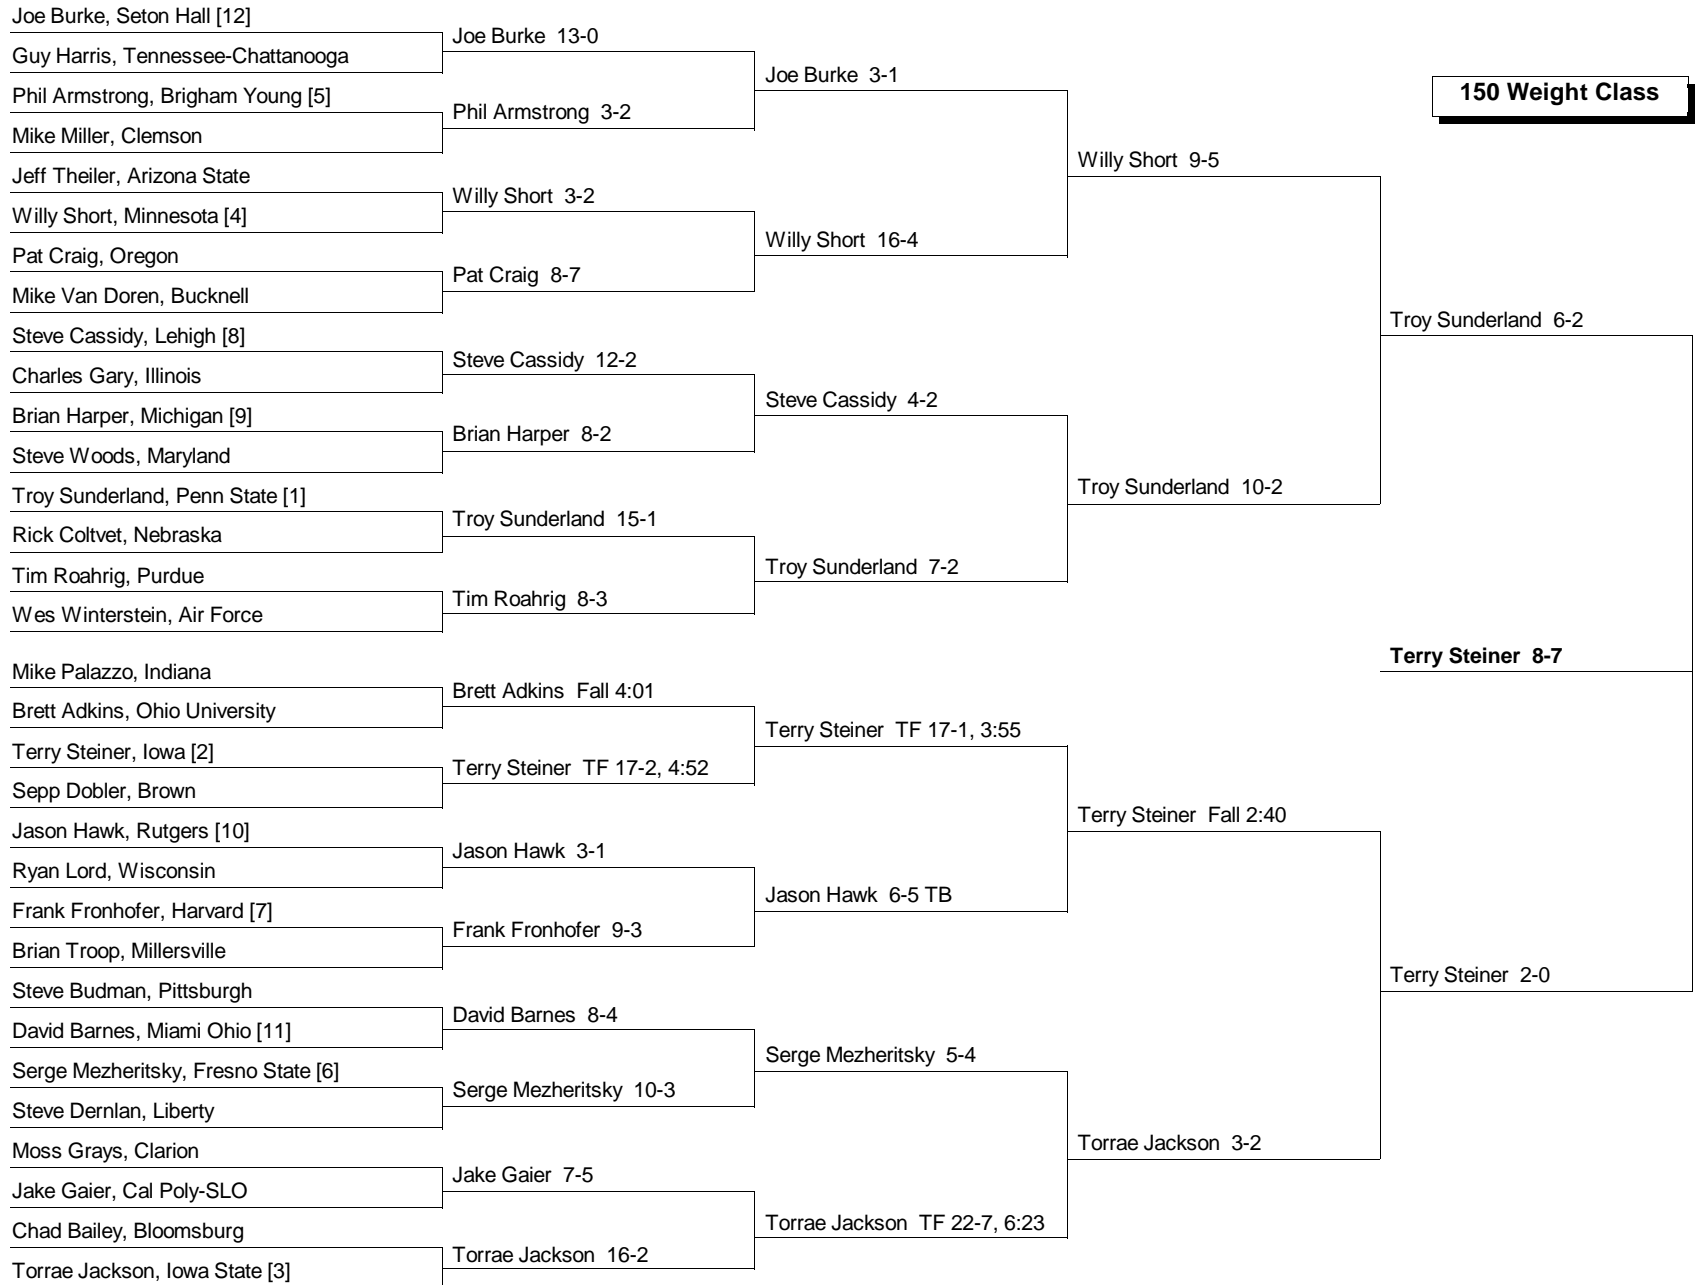 Joe Burke, Seton Hall [12]
Guy Harris, Tennessee-Chattanooga
Phil Armstrong, Brigham Young [5]
Mike Miller, Clemson
Jeff Theiler, Arizona State
Willy Short, Minnesota [4]
Pat Craig, Oregon
Mike Van Doren, Bucknell
Steve Cassidy, Lehigh [8]
Charles Gary, Illinois
Brian Harper, Michigan [9]
Steve Woods, Maryland
Troy Sunderland, Penn State [1]
Rick Coltvet, Nebraska
Tim Roahrig, Purdue
Wes Winterstein, Air Force
Mike Palazzo, Indiana
Brett Adkins, Ohio University
Terry Steiner, Iowa [2]
Sepp Dobler, Brown
Jason Hawk, Rutgers [10]
Ryan Lord, Wisconsin
Frank Fronhofer, Harvard [7]
Brian Troop, Millersville
Steve Budman, Pittsburgh
David Barnes, Miami Ohio [11]
Serge Mezheritsky, Fresno State [6]
Steve Dernlan, Liberty
Moss Grays, Clarion
Jake Gaier, Cal Poly-SLO
Chad Bailey, Bloomsburg
Torrae Jackson, Iowa State [3]
Joe Burke 13-0
Phil Armstrong 3-2
Willy Short 3-2
Pat Craig 8-7
Steve Cassidy 12-2
Brian Harper 8-2
Troy Sunderland 15-1
Tim Roahrig 8-3
Brett Adkins Fall 4:01
Terry Steiner TF 17-2, 4:52
Jason Hawk 3-1
Frank Fronhofer 9-3
David Barnes 8-4
Serge Mezheritsky 10-3
Jake Gaier 7-5
Torrae Jackson 16-2
Joe Burke 3-1
Willy Short 16-4
Steve Cassidy 4-2
Troy Sunderland 7-2
Terry Steiner TF 17-1, 3:55
Jason Hawk 6-5 TB
Serge Mezheritsky 5-4
Torrae Jackson TF 22-7, 6:23
Willy Short 9-5
Troy Sunderland 10-2
Terry Steiner Fall 2:40
Torrae Jackson 3-2
150 Weight Class
Troy Sunderland 6-2
Terry Steiner 8-7
Terry Steiner 2-0